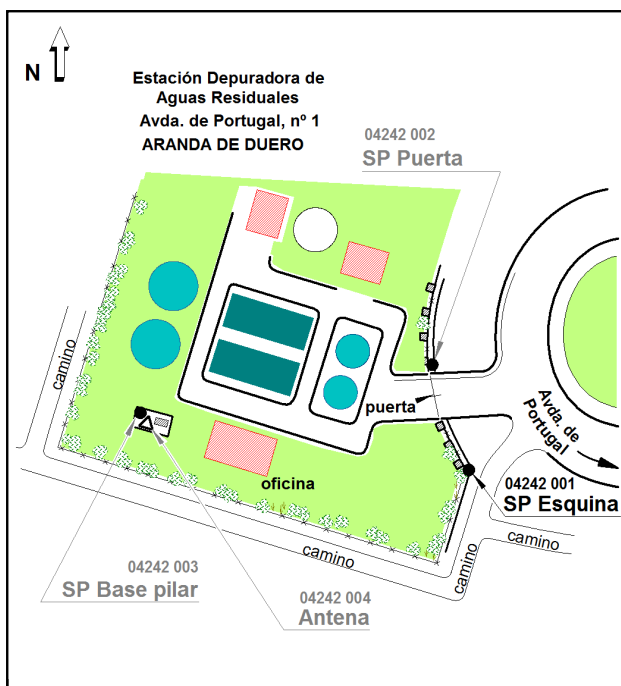 N
Estación Depuradora de
Aguas Residuales
Avda. de Portugal, nº 1
ARANDA DE DUERO
04242 002
SP Puerta
camino
puerta
Avda. de
Portugal
oficina
04242 001
SP Esquina
camino
camino
camino
04242 003
SP Base pilar
04242 004
Antena